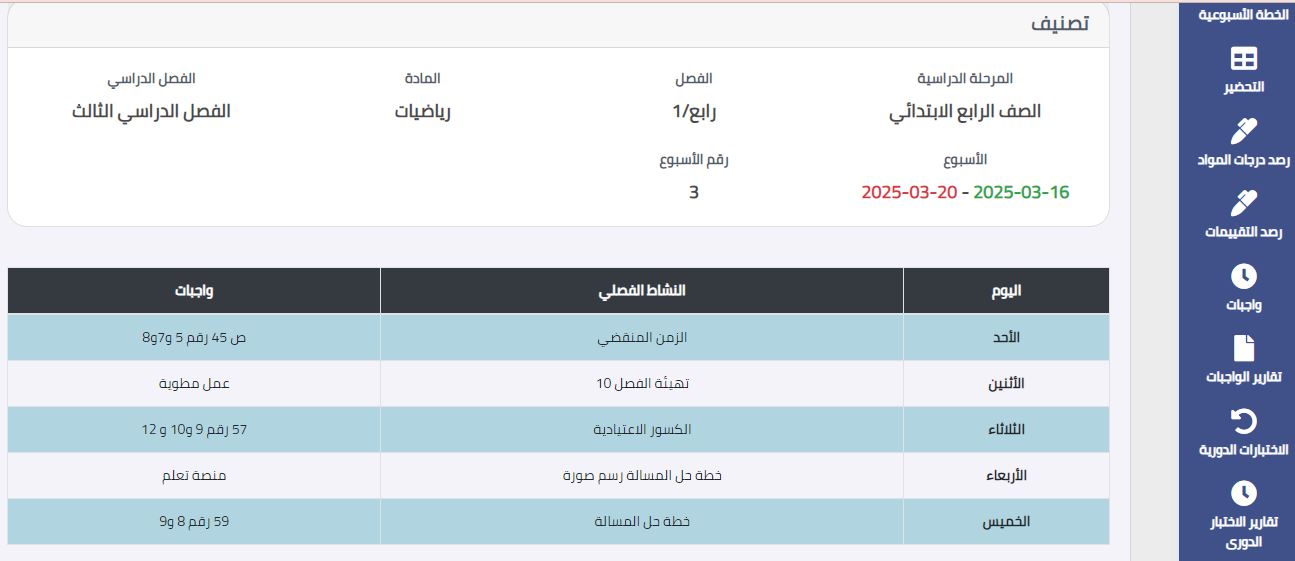 تصنيف
المرحلة الدراسية الفصل المادة الفصل الدراسي
الصف الرابع الابتدائي رابع/1 رياضيات الفصل الدراسي الثالث
الأسبوع رقم الأسبوع
2025-03-16 - 2025-03-20 3
اليوم النشاط الفصلي واجبات
الأحد الزمن المنقضي ص 45 رقم 5 و7و8
الأثنين تهيئة الفصل 10 عمل مطوية
الثلاثاء الكسور الاعتيادية 57 رقم 9 و10 و 12
الأربعاء خطة حل المسالة رسم صورة منصة تعلم
الخميس خطة حل المسالة 59 رقم 8 و9
الخطة الأسبوعية
التحضير
رصد درجات المواد
رصد التقييمات
واجبات
تقارير الواجبات
الاختبارات الدورية
تقارير الاختبار
الدورى